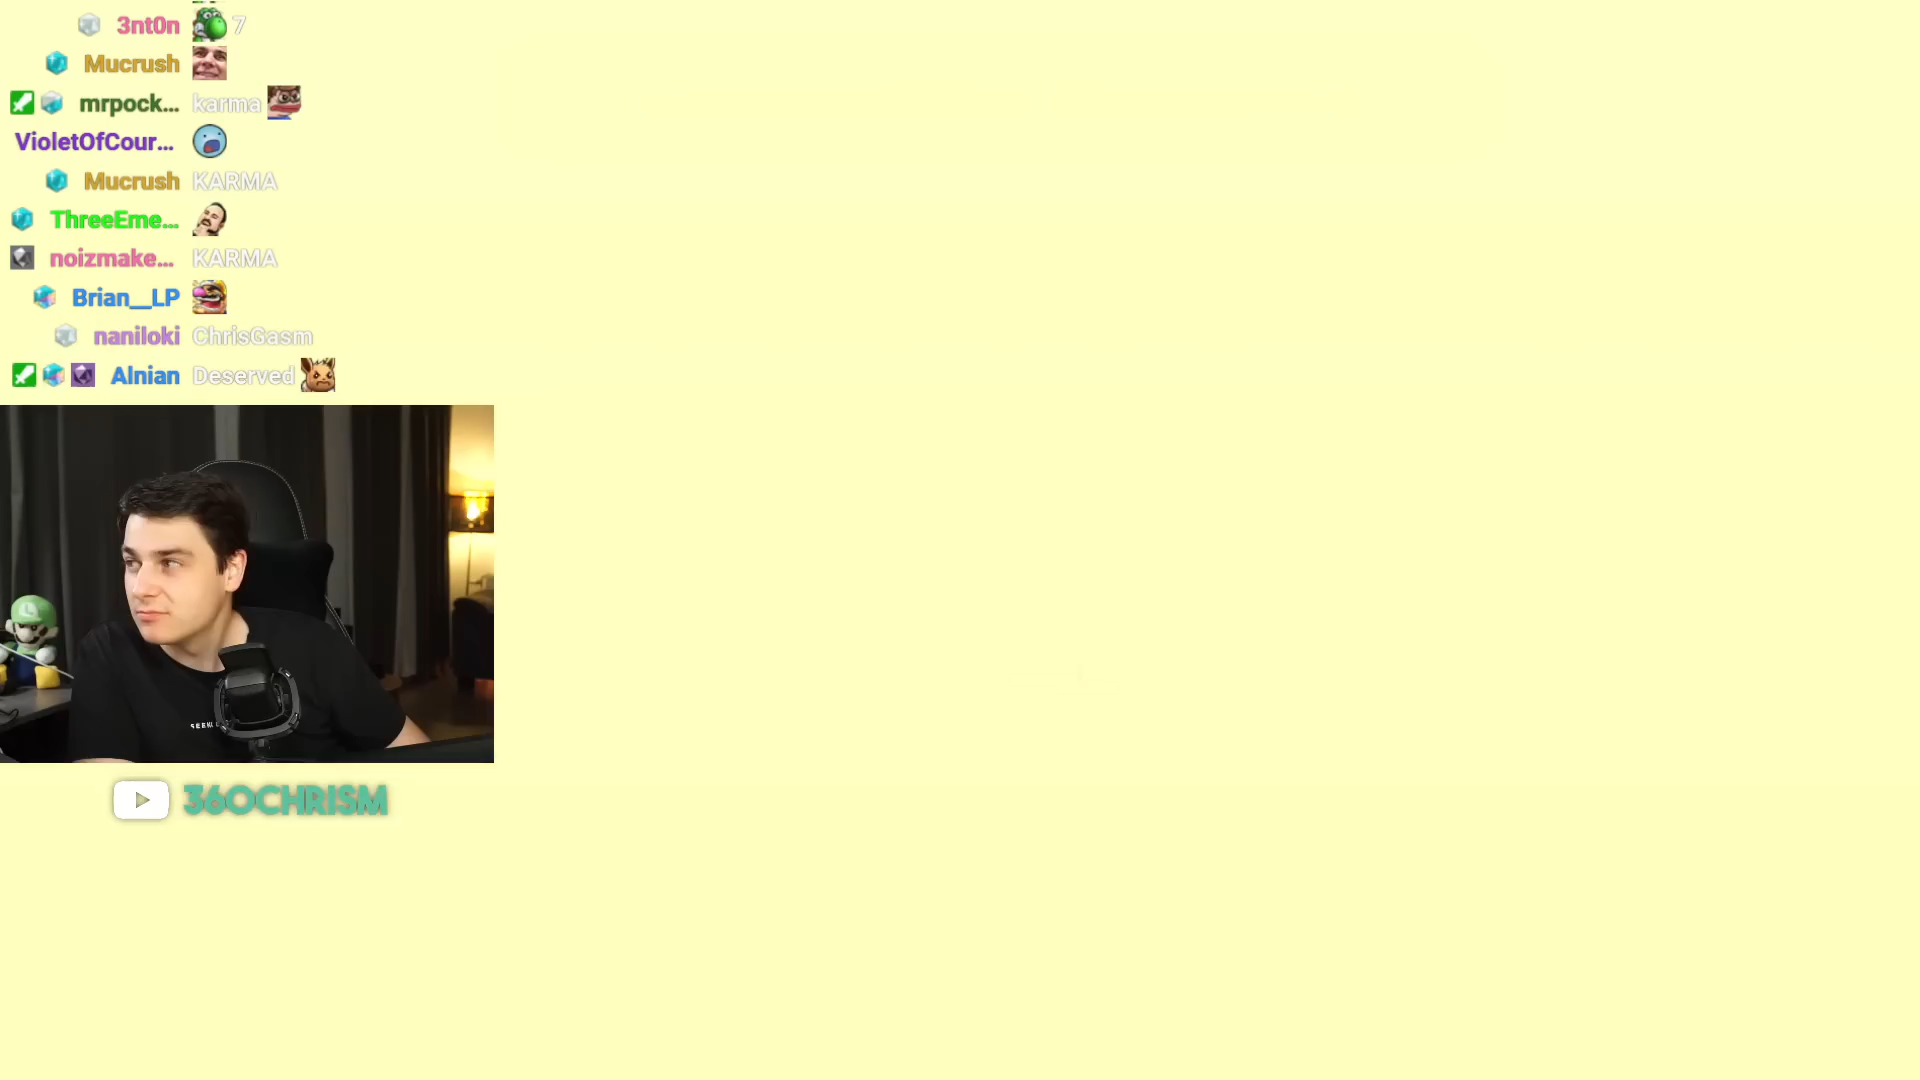 3nt0n 7
Mucrush
mrpock... karma
VioletOfCour...
Mucrush KARMA
ThreeEme...
noizmake... KARMA
Brian__LP
naniloki ChrisGasm
Alnian Deserved
L
360CHRISM